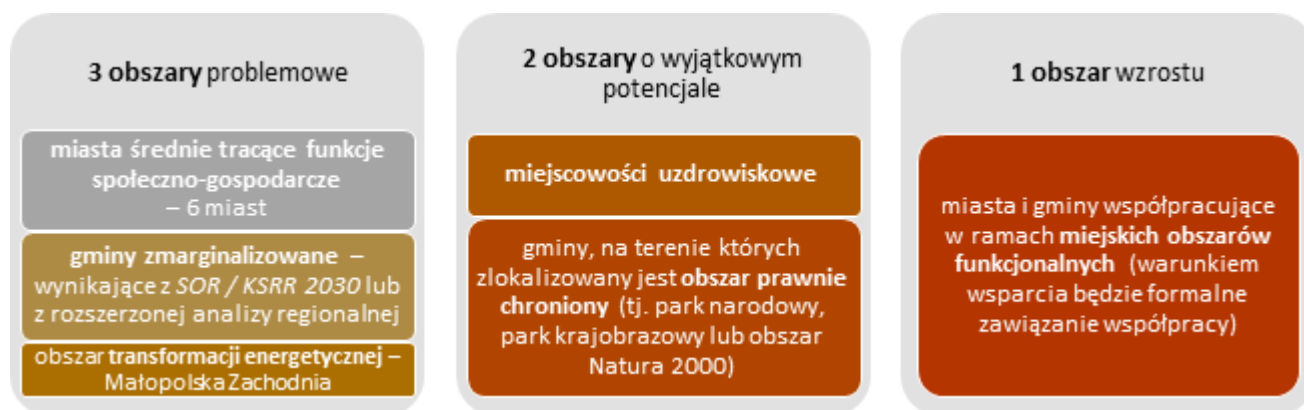 3 obszary problemowe
miasta średnie tracące funkcje
społeczno-gospodarcze
– 6 miast
gminy zmarginalizowane –
wynikające z SOR / KSRR 2030 lub
z rozszerzonej analizy regionalnej
obszar transformacji energetycznej –
Małopolska Zachodnia
2 obszary o wyjątkowym
potencjale
miejscowości uzdrowiskowe
gminy, na terenie których
zlokalizowany jest obszar prawnie
chroniony (tj. park narodowy,
park krajobrazowy lub obszar
Natura 2000)
1 obszar wzrostu
miasta i gminy współpracujące
w ramach miejskich obszarów
funkcjonalnych (warunkiem
wsparcia będzie formalne
zawiązanie współpracy)